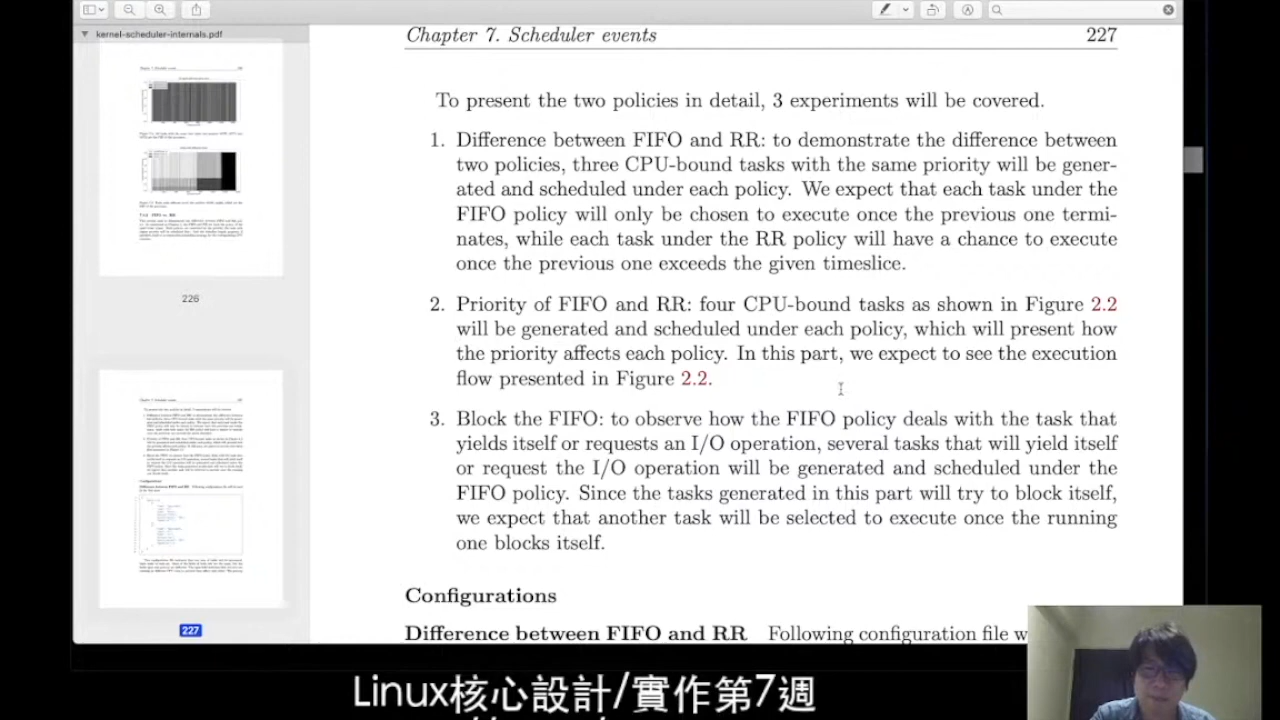 kernel-scheduler-internals.pdf
226
227
Chapter 7. Scheduler events 227
To present the two policies in detail, 3 experiments will be covered.
1. Difference between FIFO and RR: to demonstrate the difference between
two policies, three CPU-bound tasks with the same priority will be gener-
ated and scheduled under each policy. We expect that each task under the
FIFO policy will only be chosen to execute once the previous one termi-
nates, while each task under the RR policy will have a chance to execute
once the previous one exceeds the given timeslice.
2. Priority of FIFO and RR: four CPU-bound tasks as shown in Figure 2.2
will be generated and scheduled under each policy, which will present how
the priority affects each policy. In this part, we expect to see the execution
flow presented in Figure 2.2.
3. Block the FIFO: to present how the FIFO policy works with the task that
yields itself or request an I/O operation, several tasks that will yield itself
or request the I/O operation will be generated and scheduled under the
FIFO policy. Since the tasks generated in this part will try to block itself,
we expect that another task will be selected to execute once the running
one blocks itself.
Configurations
Difference between FIFO and RR Following configuration file w
Linux核心設計/實作第7週